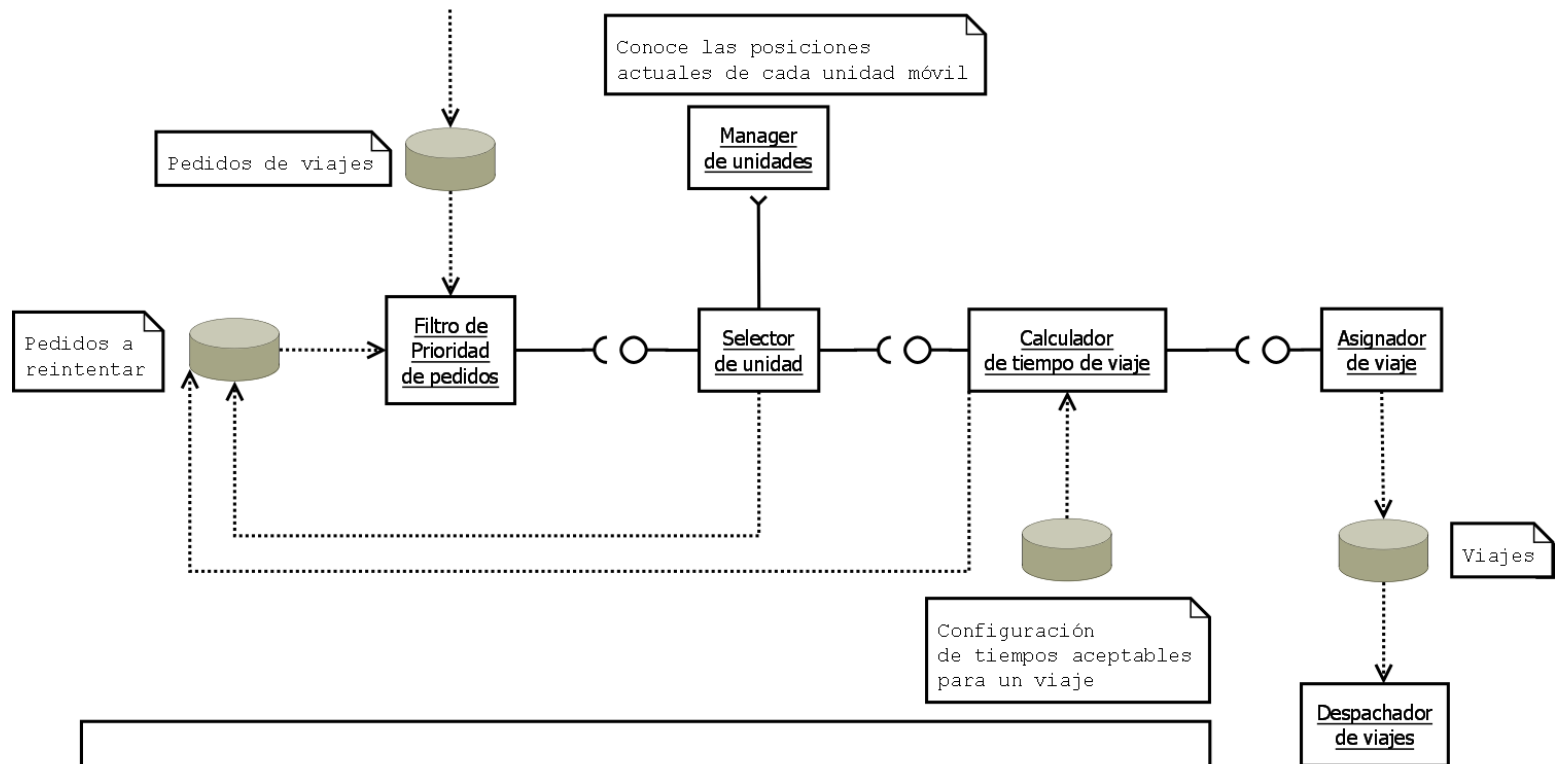 Conoce las posiciones
actuales de cada unidad móvil
Manager
de unidades
Pedidos de viajes
Pedidos a
reintentar
Filtro de
Prioridad
de pedidos
Selector
de unidad
Calculador
de tiempo de viaje
Asignador
de viaje
Viajes
Configuración
de tiempos aceptables
para un viaje
Despachador
de viajes